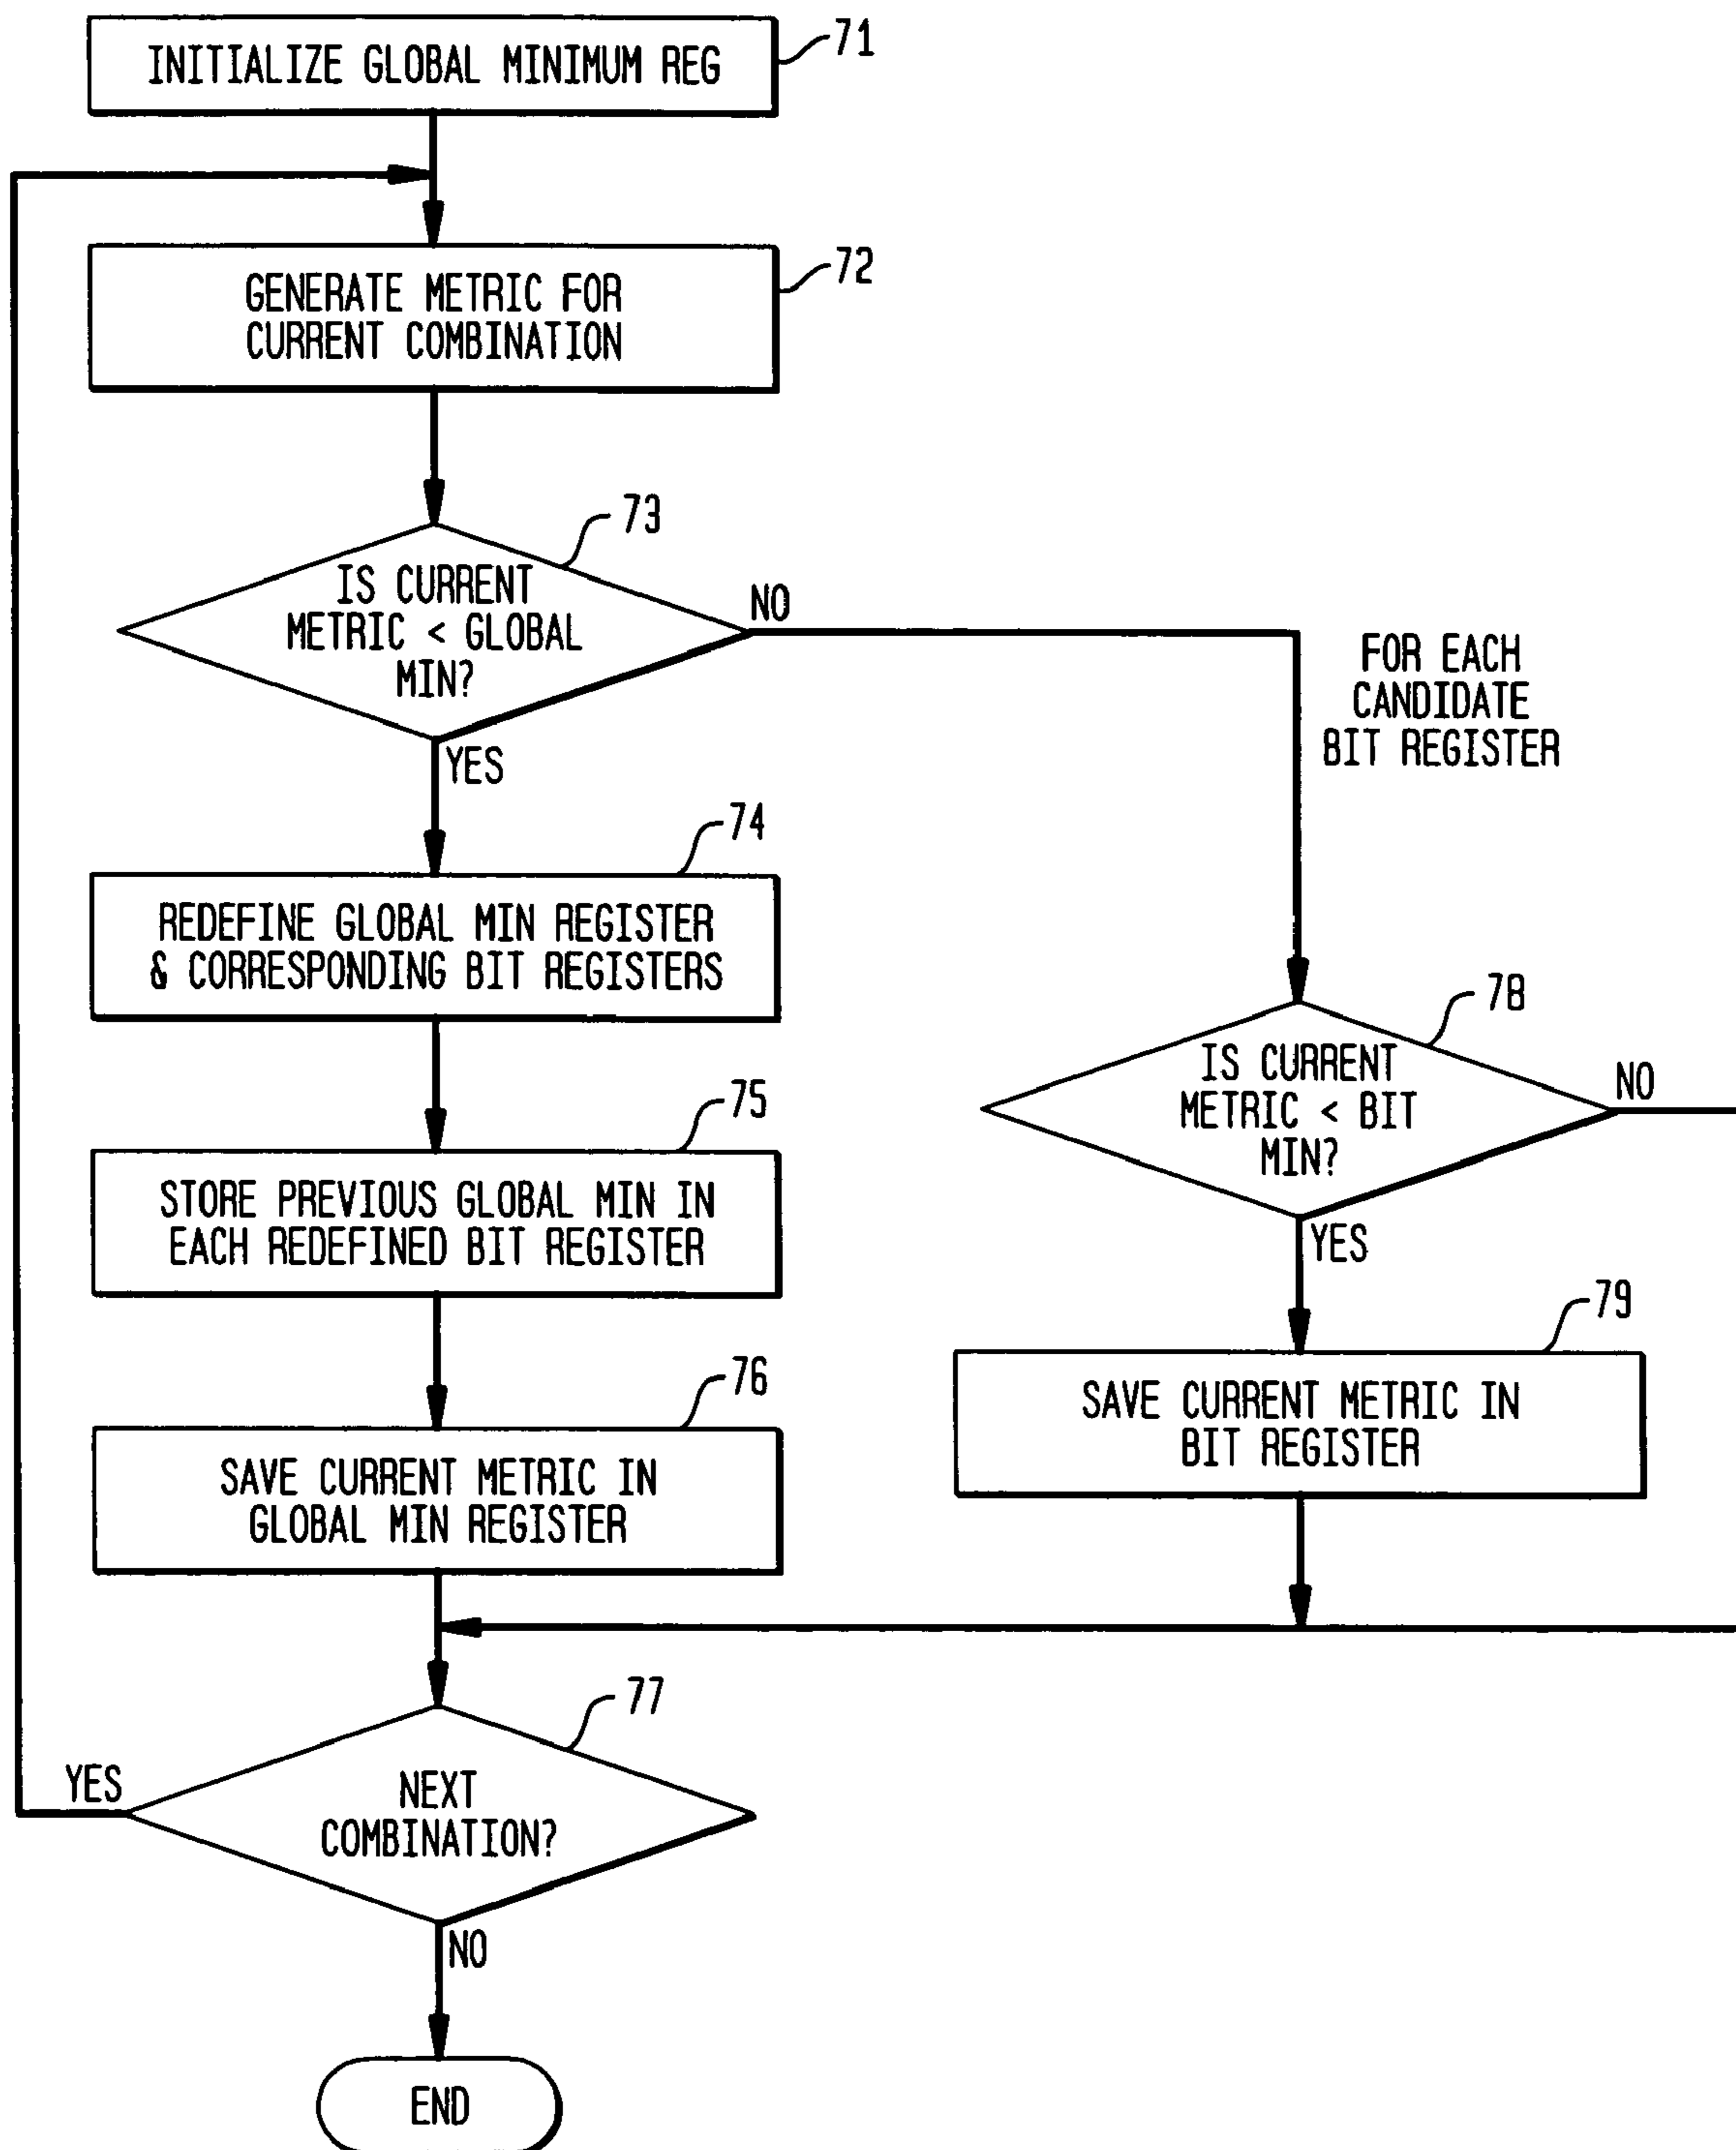 INITIALIZE GLOBAL MINIMUM REG
71
GENERATE METRIC FOR
CURRENT COMBINATION
72
73
IS CURRENT
METRIC < GLOBAL
MIN?
NO
YES
FOR EACH
CANDIDATE
BIT REGISTER
74
REDEFINE GLOBAL MIN REGISTER
& CORRESPONDING BIT REGISTERS
75
STORE PREVIOUS GLOBAL MIN IN
EACH REDEFINED BIT REGISTER
76
SAVE CURRENT METRIC IN
GLOBAL MIN REGISTER
78
IS CURRENT
METRIC < BIT
MIN?
NO
YES
79
SAVE CURRENT METRIC IN
BIT REGISTER
77
NEXT
COMBINATION?
YES
NO
END